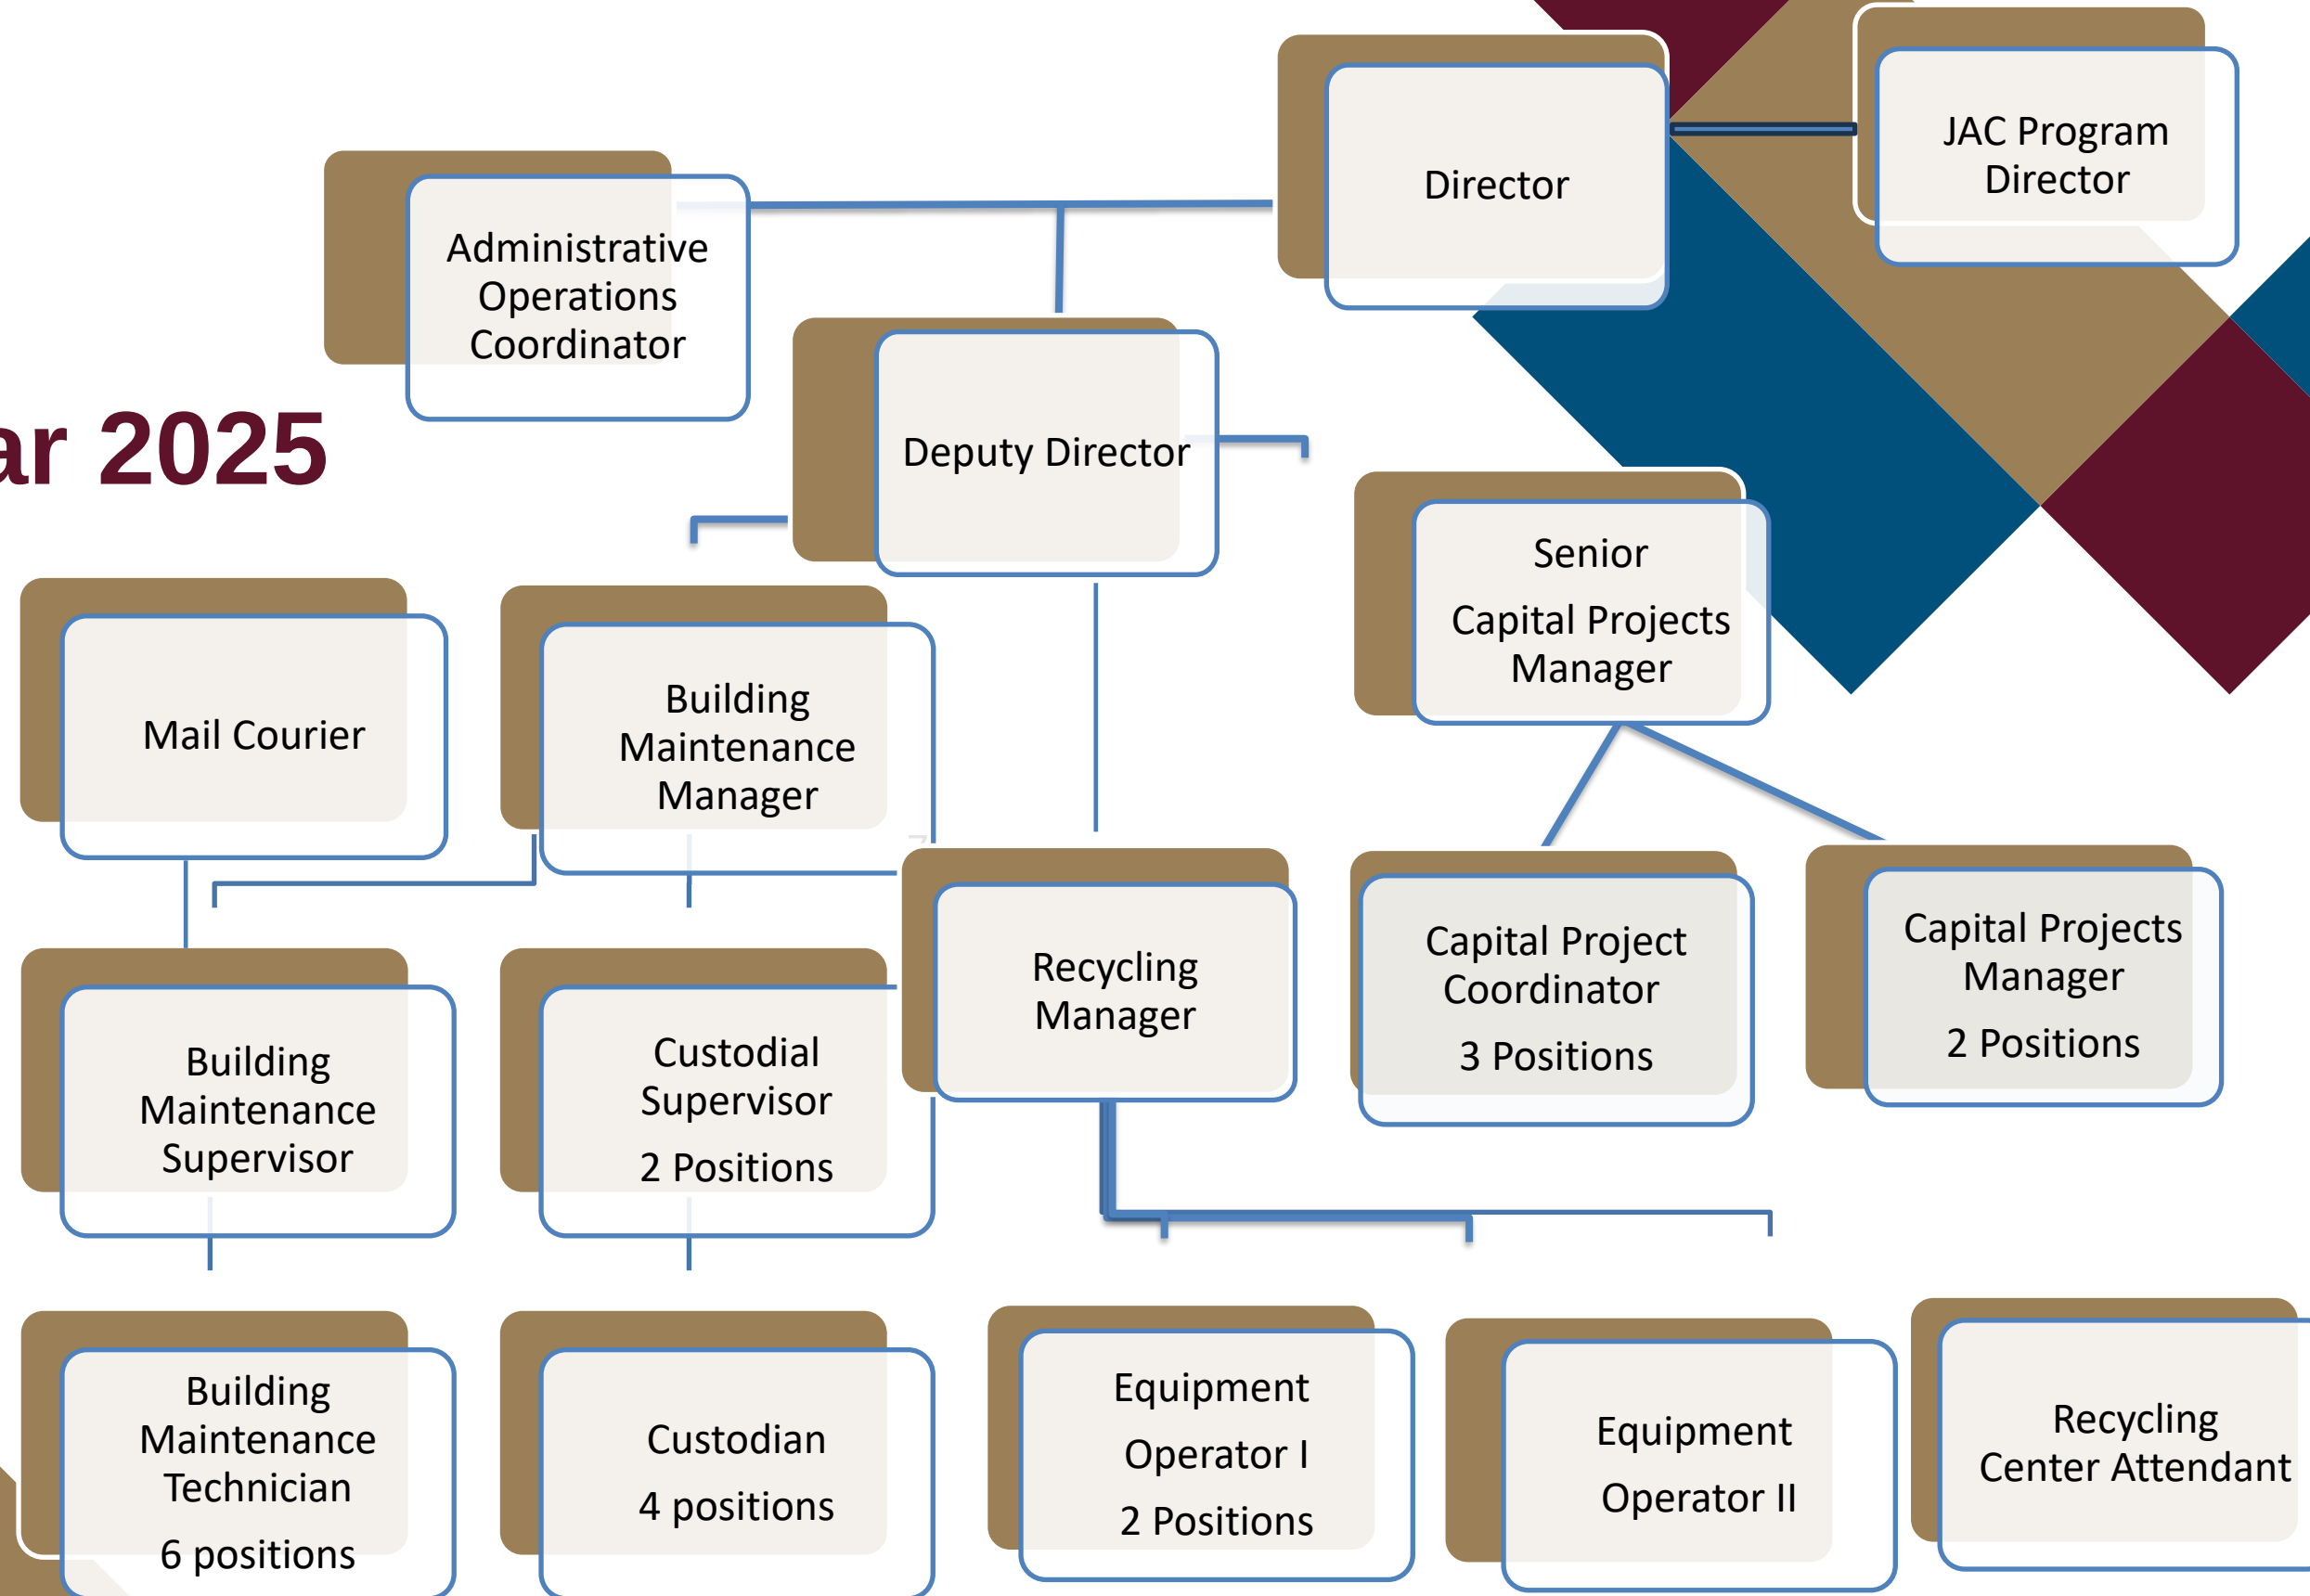 Director
JAC Program
Director
Administrative
Operations
Coordinator
ar 2025
Deputy Director
Senior
Capital Projects
Manager
Mail Courier
Building
Maintenance
Manager
Building
Maintenance
Supervisor
Custodial
Supervisor
2 Positions
Recycling
Manager
Capital Project
Coordinator
3 Positions
Capital Projects
Manager
2 Positions
Building
Maintenance
Technician
6 positions
Custodian
4 positions
Equipment
Operator I
2 Positions
Equipment
Operator II
Recycling
Center Attendant